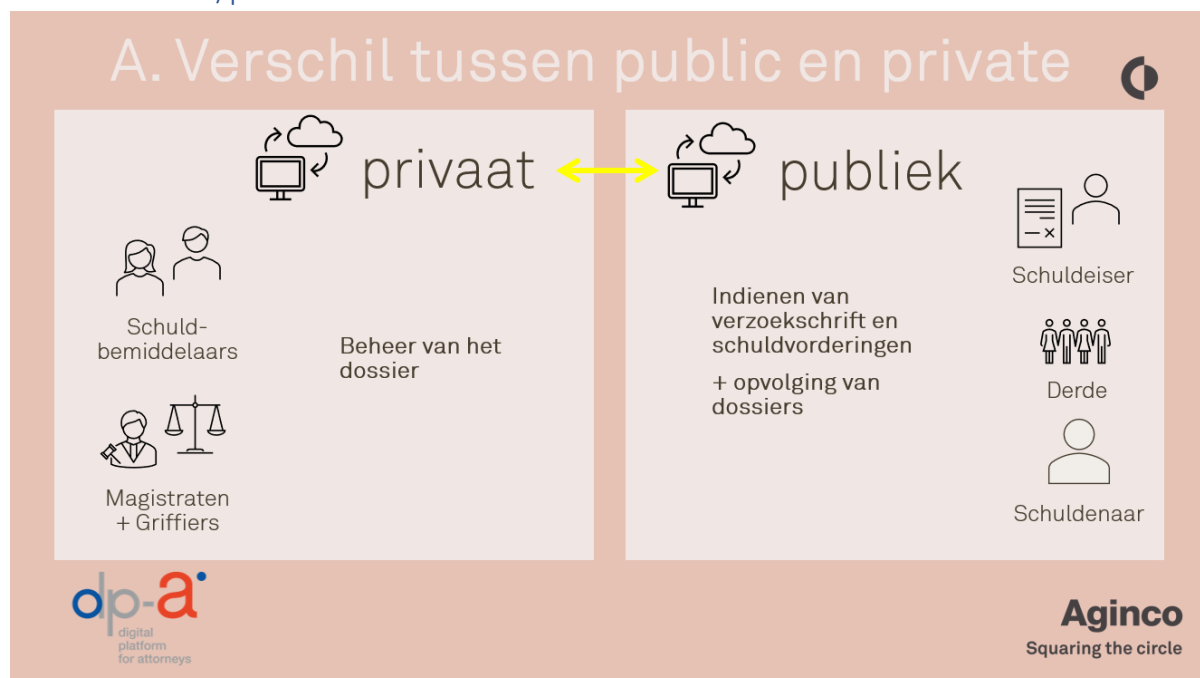 A. Verschil tussen public en private
privaat
Schuld-
bemiddelaars
Beheer van het
dossier
Magistraten
+ Griffiers
publiek
Indienen van
verzoekschrift en
schuldvorderingen
+ opvolging van
dossiers
Schuldeiser
Derde
Schuldenaar
dp-a
digital
platform
for attorneys
Aginco
Squaring the circle